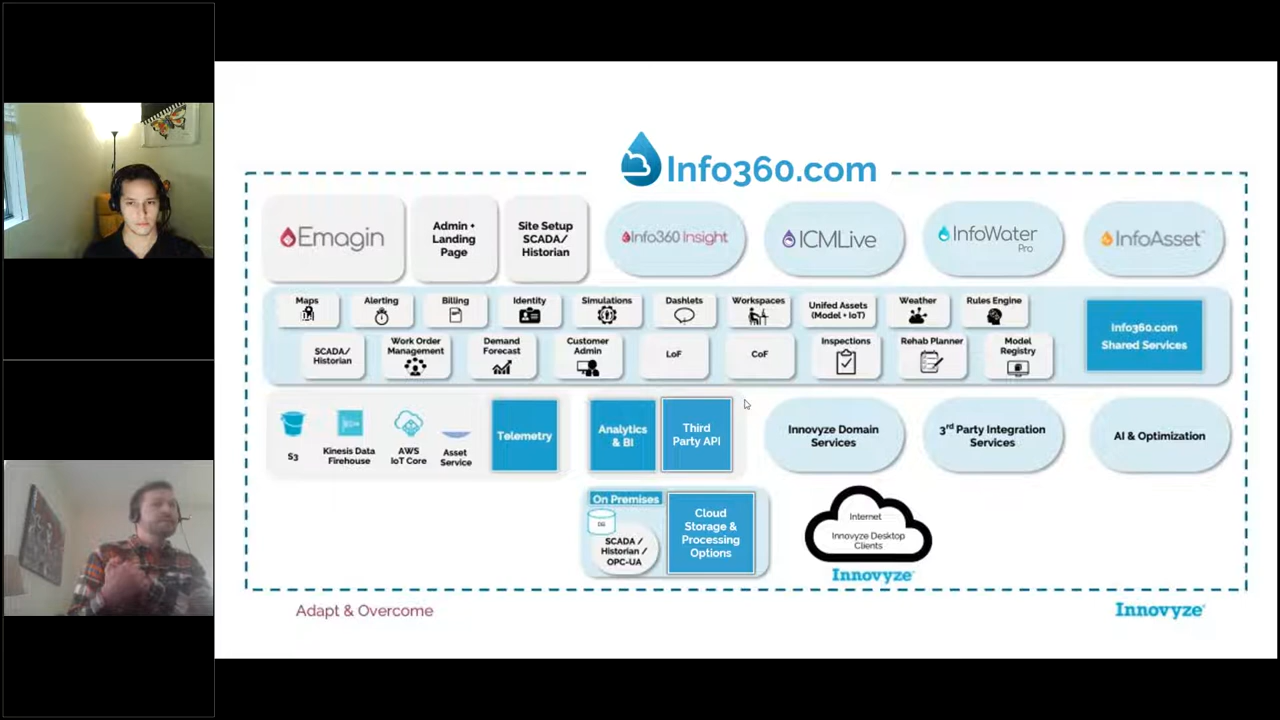 Info360.com
Emagin
Admin +
Landing
Page
Site Setup
SCADA/
Historian
Info360 Insight
ICMLive
InfoWater
Pro
InfoAsset™
Maps
Alerting
Billing
Identity
Simulations
Dashlets
Workspaces
Unifed Assets
(Model + IoT)
Weather
Rules Engine
SCADA/
Historian
Work Order
Management
Demand
Forecast
Customer
Admin
LoF
CoF
Inspections
Rehab Planner
Model
Registry
Info360.com
Shared Services
S3
Kinesis Data
Firehouse
AWS
IoT Core
Asset
Service
Telemetry
Analytics
& BI
Third
Party API
Innovyze Domain
Services
3rd Party Integration
Services
AI & Optimization
On Premises
DB
SCADA /
Historian /
OPC-UA
Cloud
Storage &
Processing
Options
Internet
Innovyze Desktop
Clients
Innovyze
Adapt & Overcome
Innovyze